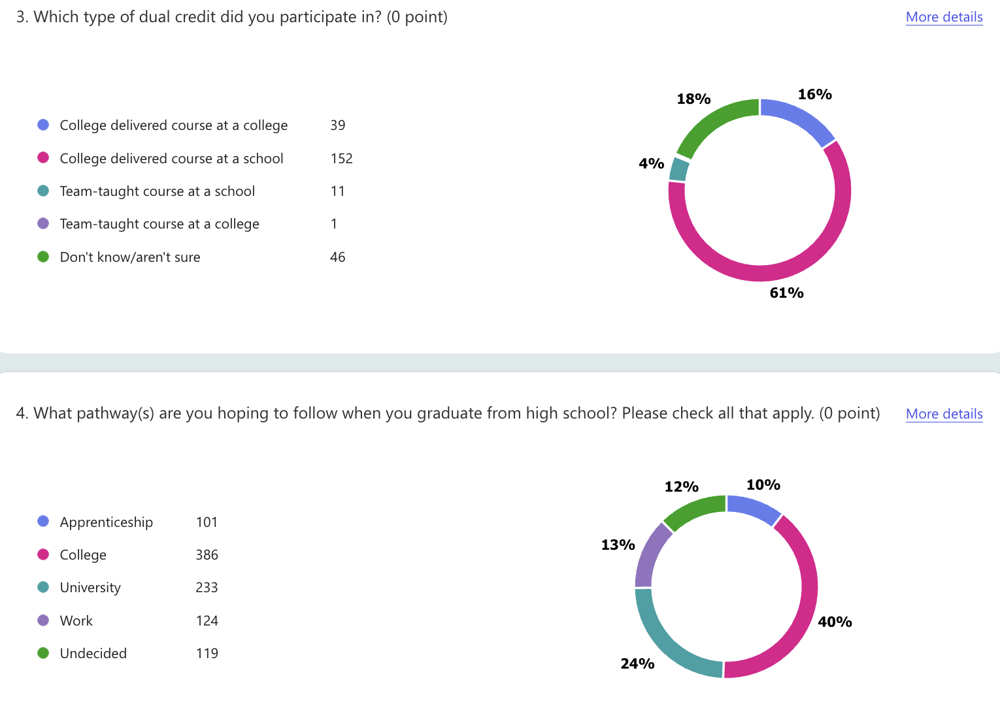 3. Which type of dual credit did you participate in? (0 point)
More details
College delivered course at a college 39
College delivered course at a school 152
Team-taught course at a school 11
Team-taught course at a college 1
Don't know/aren't sure 46
18%
16%
4%
61%
4. What pathway(s) are you hoping to follow when you graduate from high school? Please check all that apply. (0 point)
More details
Apprenticeship 101
College 386
University 233
Work 124
Undecided 119
12%
10%
13%
40%
24%